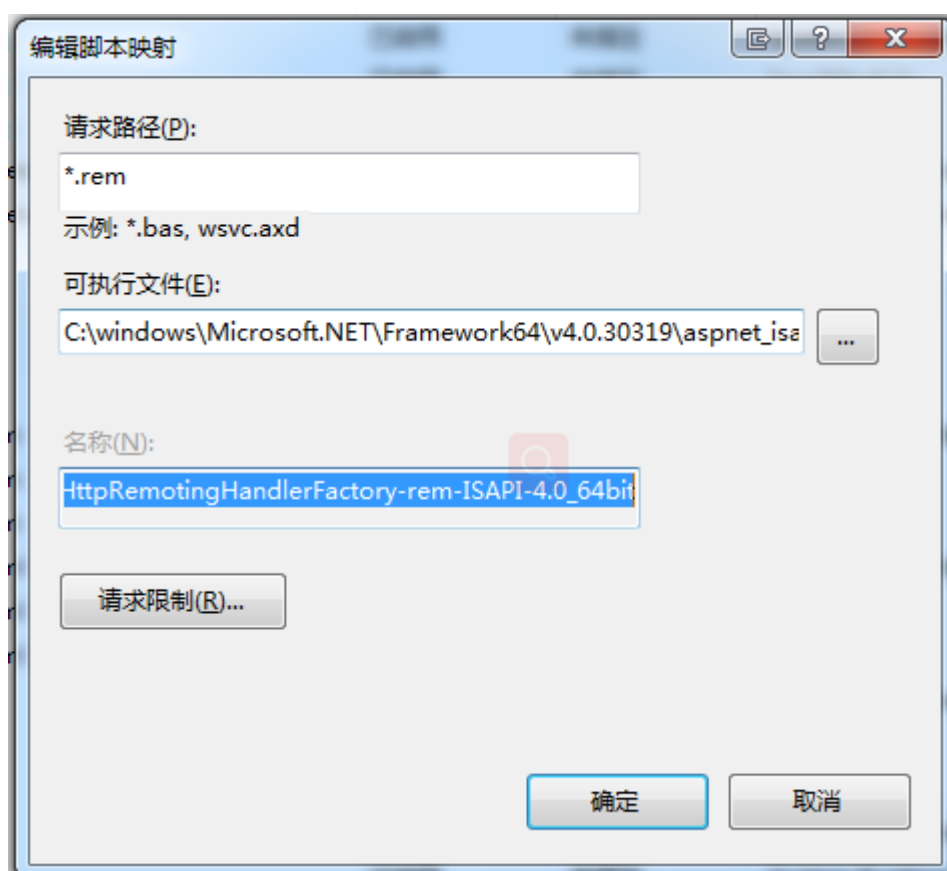 编辑脚本映射
请求路径(P):
*.rem
示例: *.bas, wsvc.axd
可执行文件(E):
C:\windows\Microsoft.NET\Framework64\v4.0.30319\aspnet_isa
...
名称(N):
HttpRemotingHandlerFactory-rem-ISAPI-4.0_64bit
请求限制(R)...
确定
取消